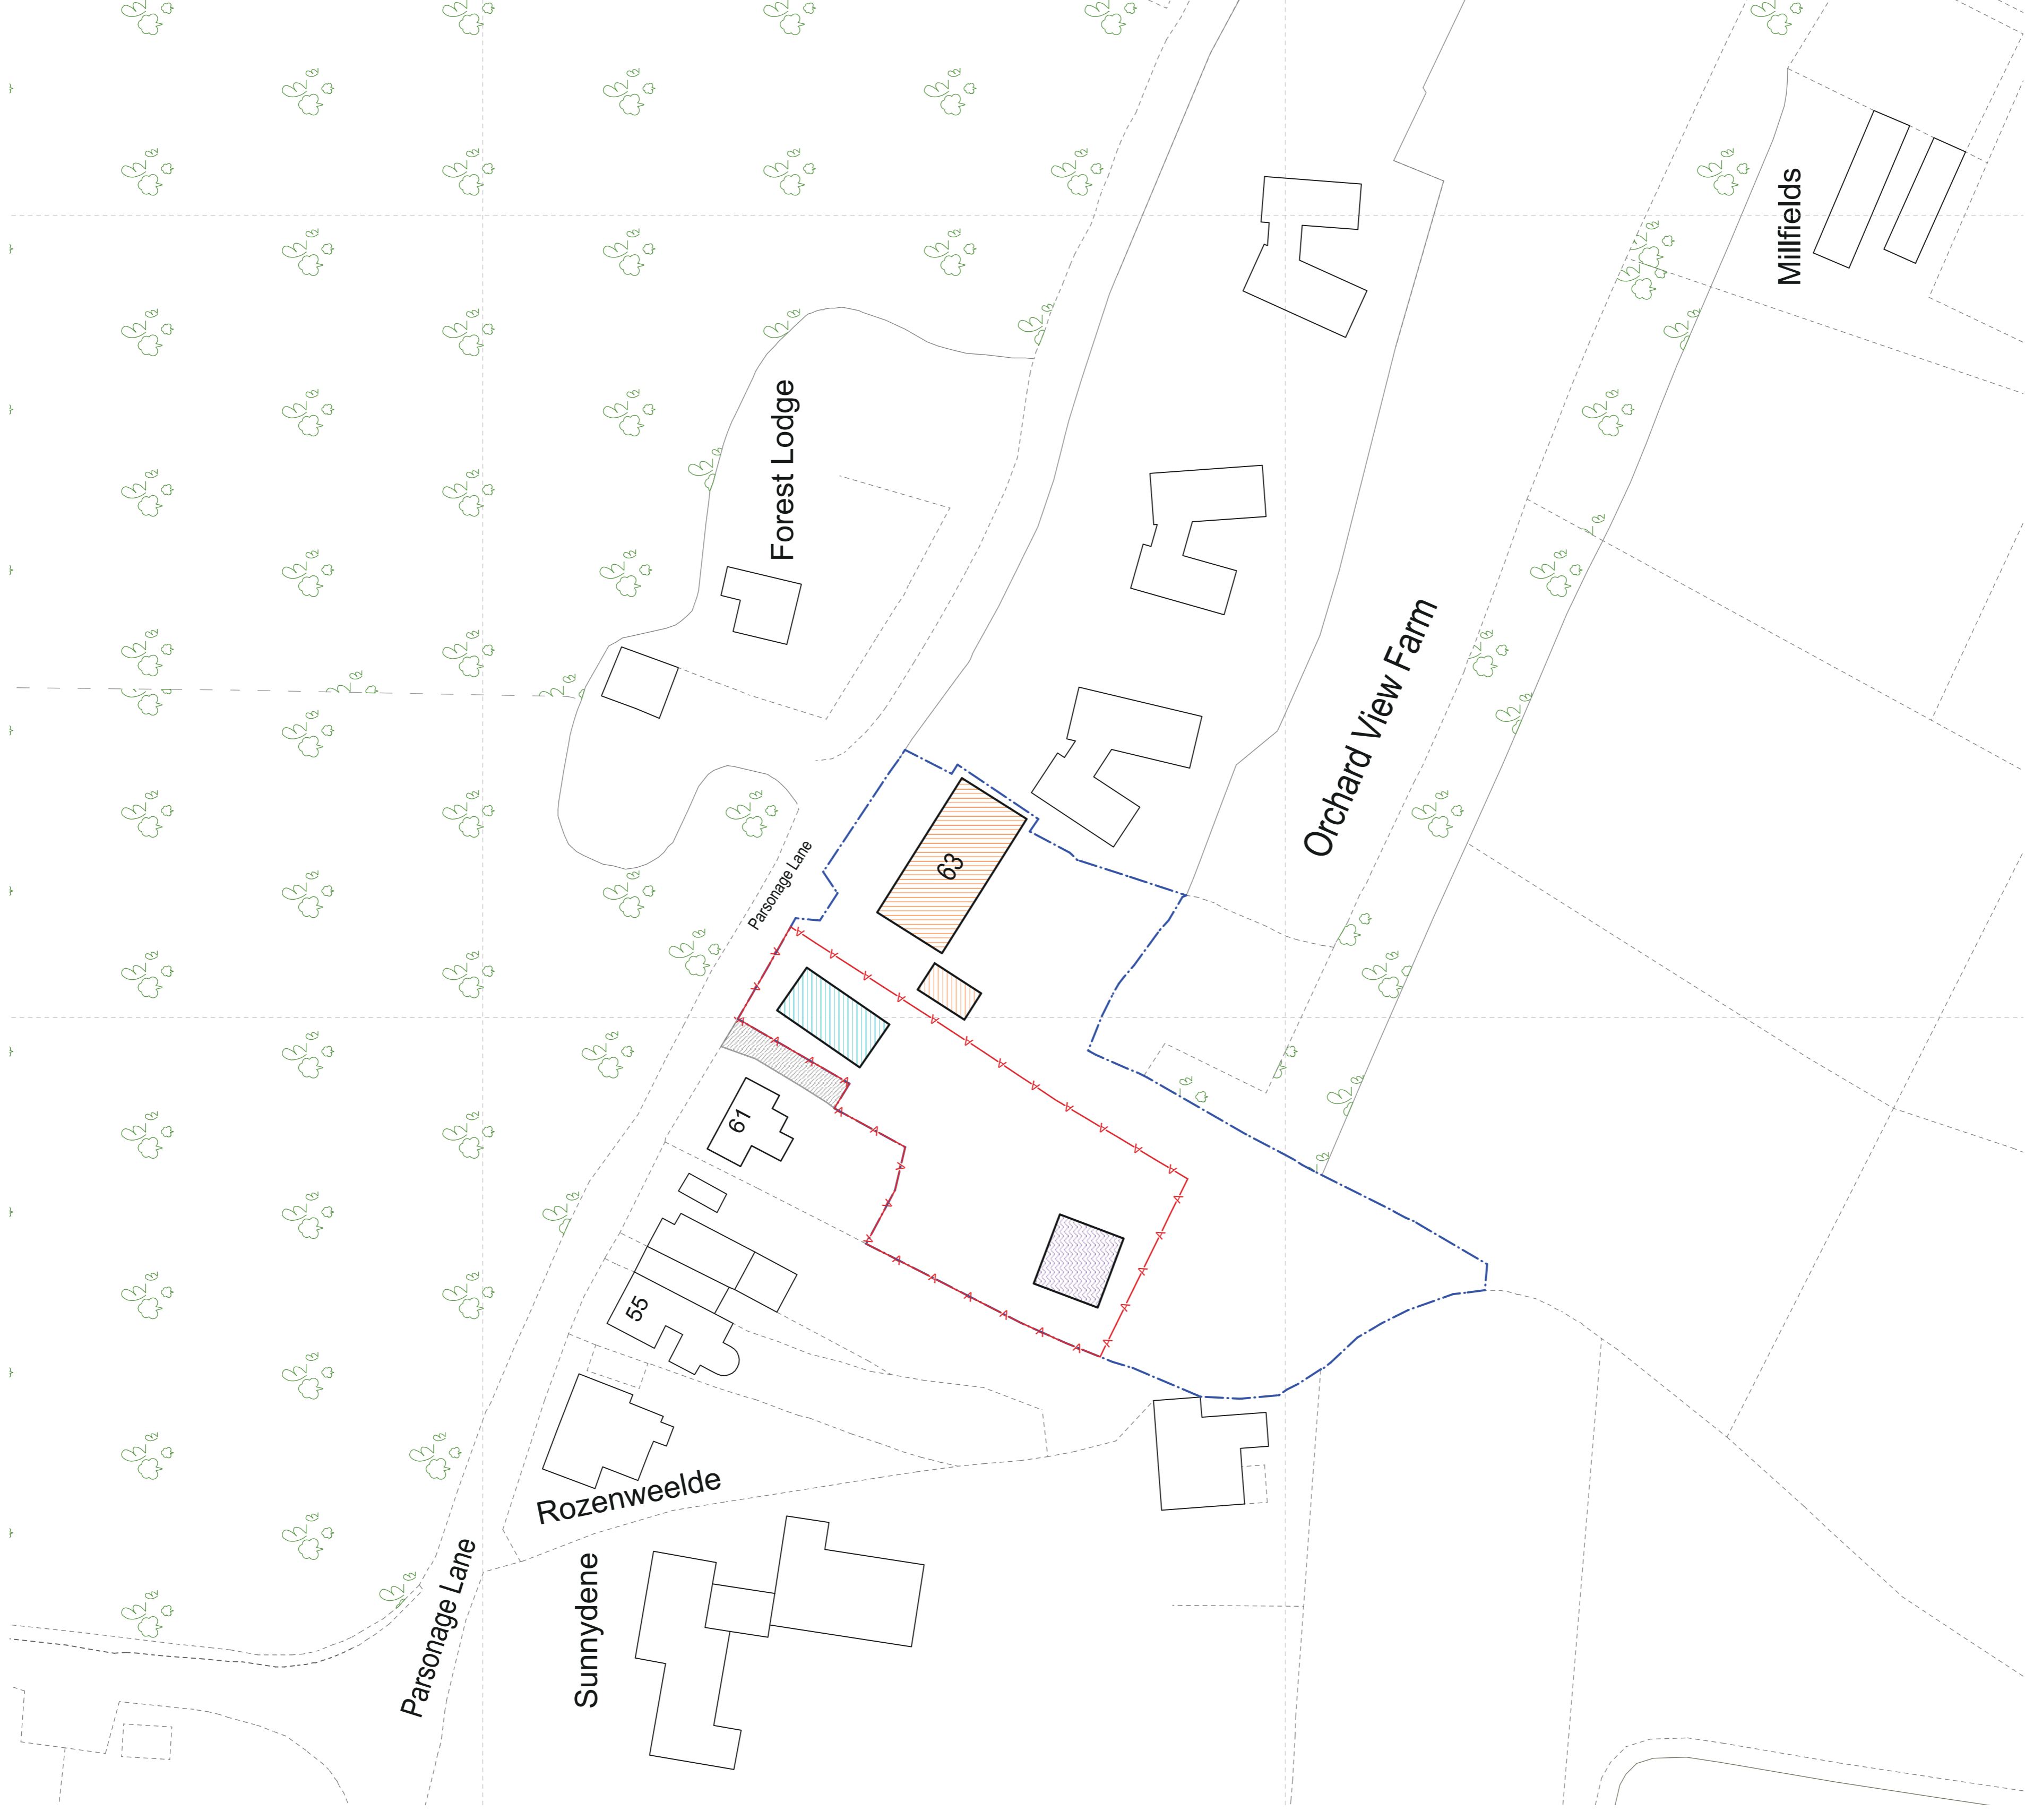 Millfields
Forest Lodge
Orchard View Farm
63
Parsonage Lane
61
55
Rozenweelde
Sunnydene
Parsonage Lane